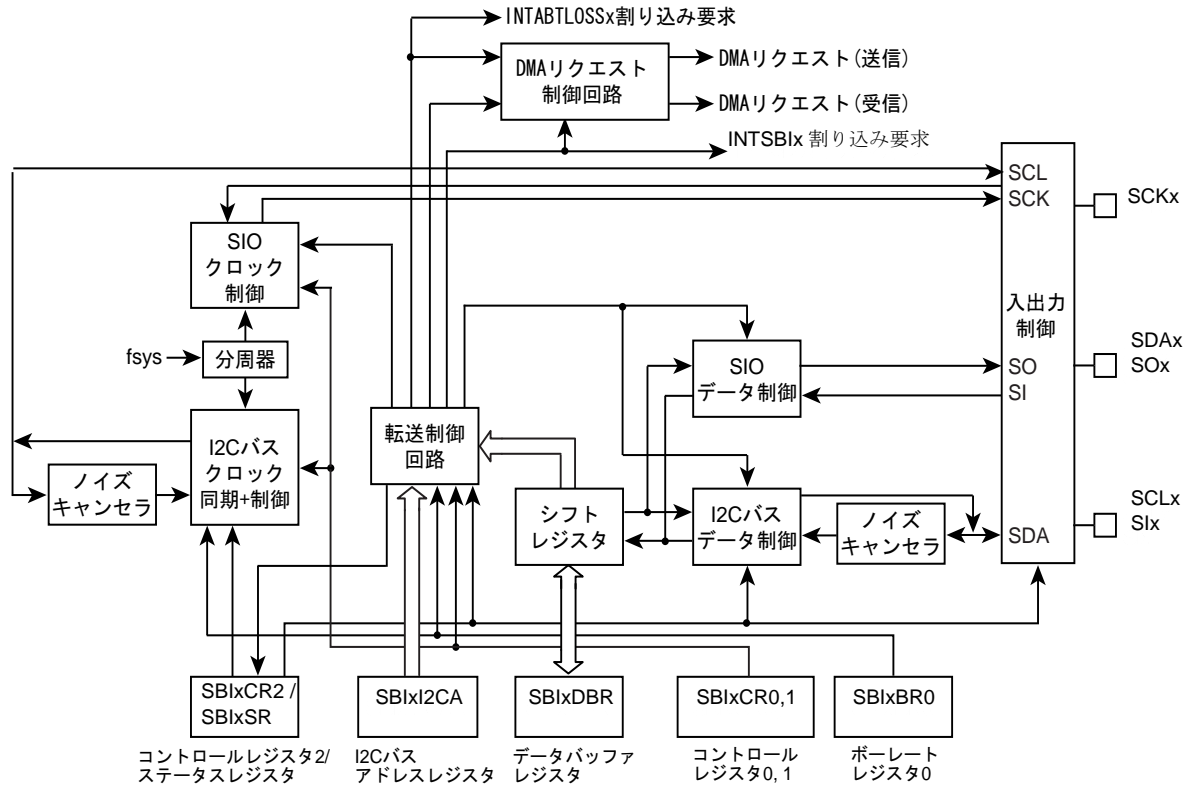 INTABTLOSSx割り込み要求
DMAリクエスト
制御回路
DMAリクエスト(送信)
DMAリクエスト(受信)
INTSBIx 割り込み要求
SCL
SCK
SCKx
SIO
クロック
制御
入出力
制御
fsys
分周器
SIO
データ制御
SO
SI
SDAx
SOx
I2Cバス
クロック
同期+制御
転送制御
回路
ノイズ
キャンセラ
シフト
レジスタ
I2Cバス
データ制御
ノイズ
キャンセラ
SDA
SCLx
SIx
SBIxCR2 /
SBIxSR
SBIxI2CA
SBIxDBR
SBIxCR0,1
SBIxBR0
コントロールレジスタ2/
ステータスレジスタ
I2Cバス
アドレスレジスタ
データバッファ
レジスタ
コントロール
レジスタ0,1
ボーレート
レジスタ0